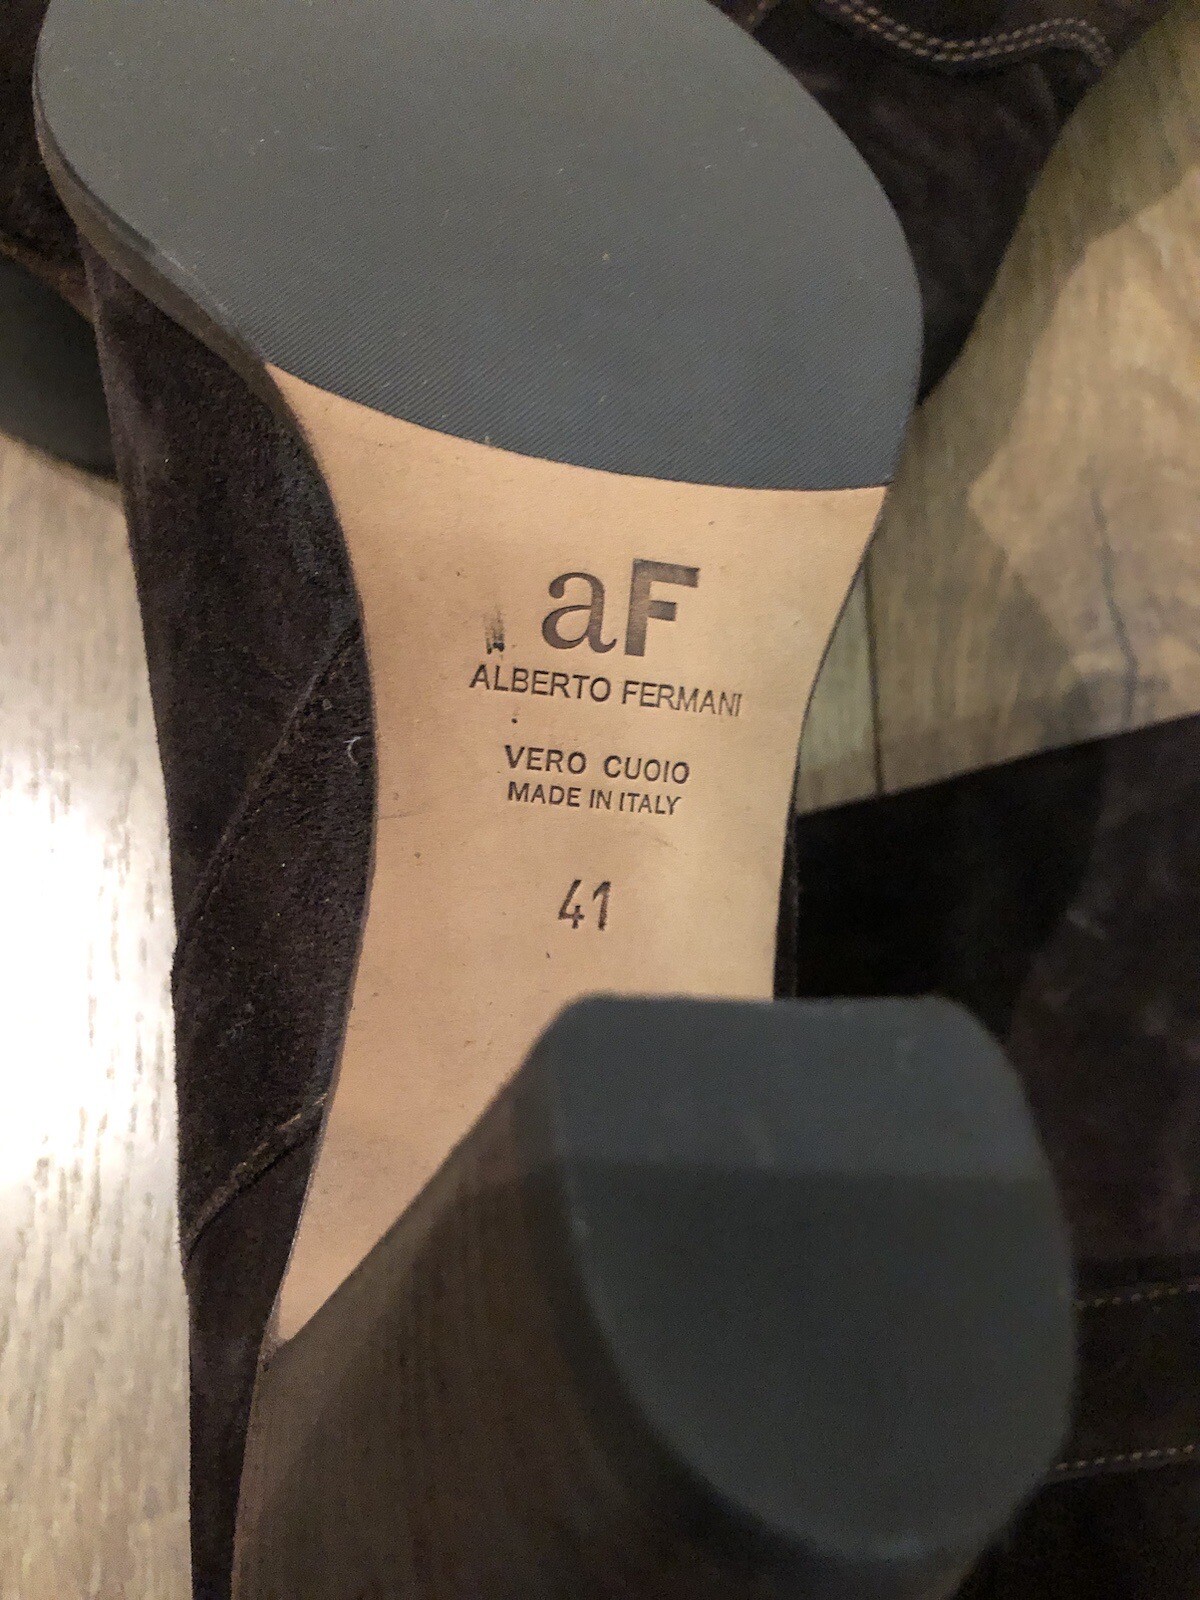 aF
ALBERTO FERMANI
VERO CUOIO
MADE IN ITALY
41